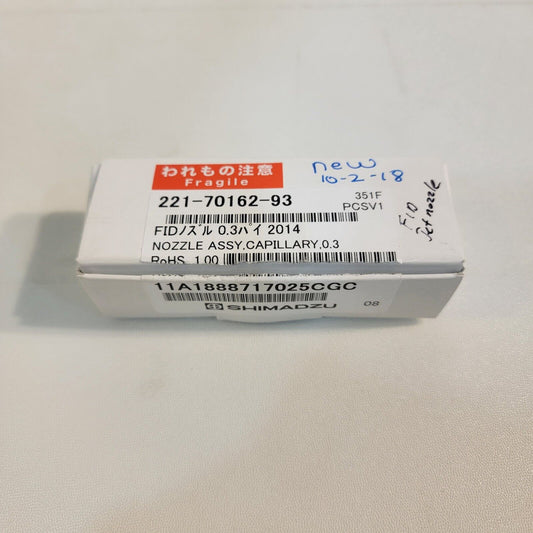 われもの注意
Fragile
new
10-2-18
221-70162-93
351F
PCSV1
FIDﾉｽﾞﾙ 0.3パイ 2014
NOZZLE ASSY,CAPILLARY,0.3
RoHS 1.00
FID
Jet nozzle
11A1888717025CGC
SHIMADZU
08